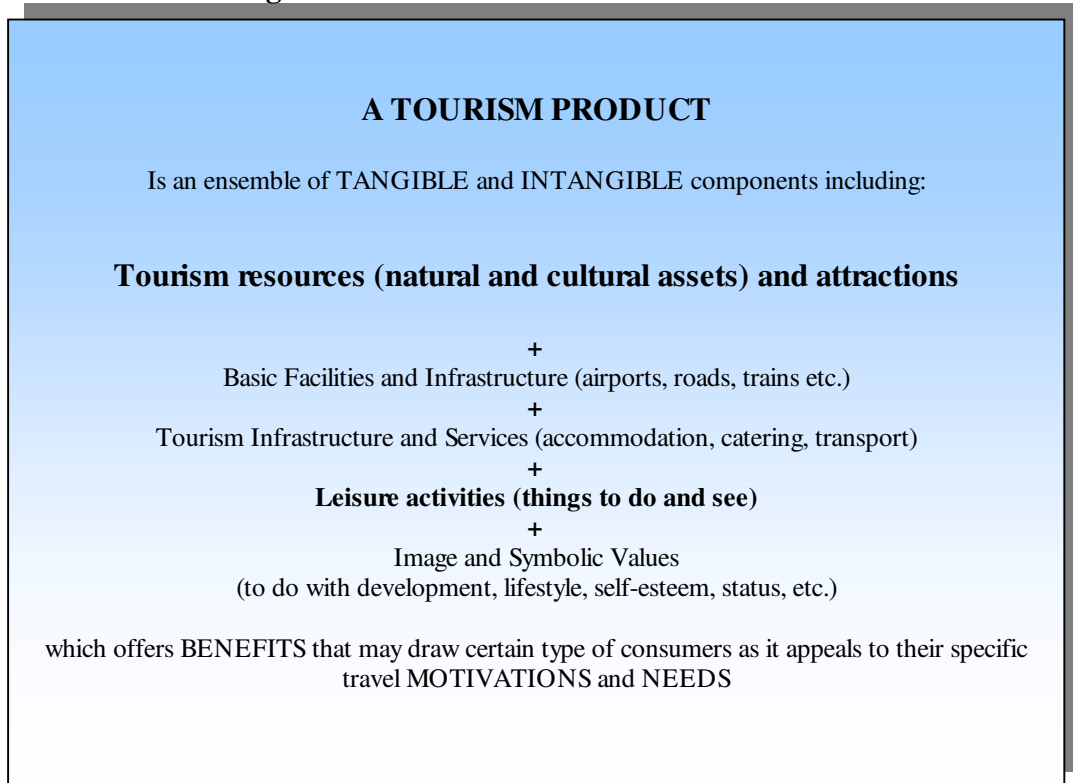 A TOURISM PRODUCT
Is an ensemble of TANGIBLE and INTANGIBLE components including:
Tourism resources (natural and cultural assets) and attractions
+
Basic Facilities and Infrastructure (airports, roads, trains etc.)
+
Tourism Infrastructure and Services (accommodation, catering, transport)
+
Leisure activities (things to do and see)
+
Image and Symbolic Values
(to do with development, lifestyle, self-esteem, status, etc.)
which offers BENEFITS that may draw certain type of consumers as it appeals to their specific
travel MOTIVATIONS and NEEDS